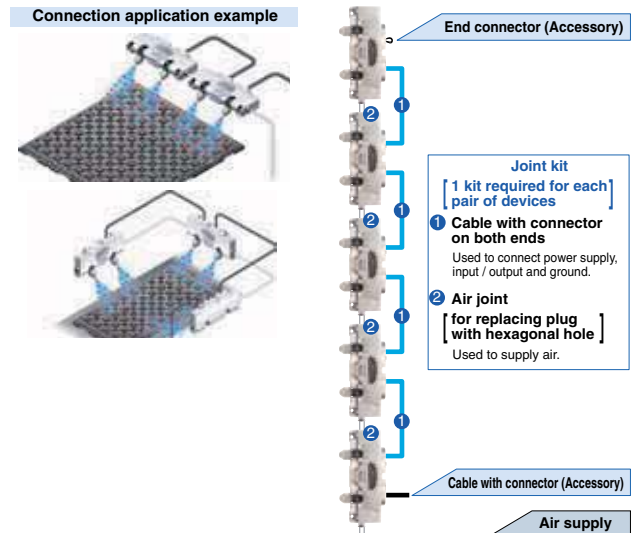 Connection application example
End connector (Accessory)
1
2
1
2
1
2
1
2
Joint kit
[1 kit required for each
pair of devices]
1 Cable with connector
on both ends
Used to connect power supply,
input / output and ground.
2 Air joint
[for replacing plug
with hexagonal hole]
Used to supply air.
Cable with connector (Accessory)
Air supply